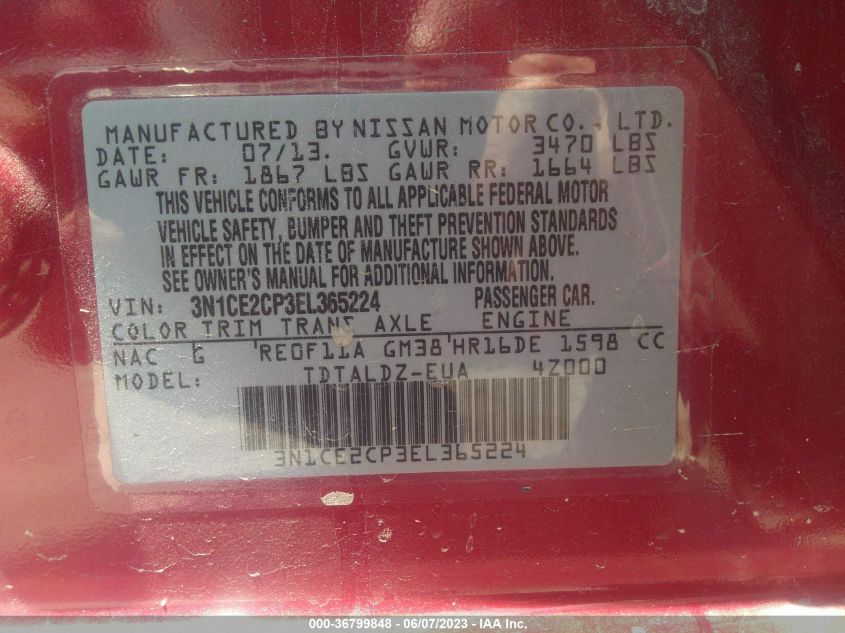 MANUFACTURED BY NISSAN MOTOR CO., LTD.
DATE: 07/13. GVWR: 3470 LBS
GAWR FR: 1867 LBS GAWR RR: 1664 LBS
THIS VEHICLE CONFORMS TO ALL APPLICABLE FEDERAL MOTOR
VEHICLE SAFETY, BUMPER AND THEFT PREVENTION STANDARDS
IN EFFECT ON THE DATE OF MANUFACTURE SHOWN ABOVE.
SEE OWNER'S MANUAL FOR ADDITIONAL INFORMATION.
VIN: 3N1CE2CP3EL365224 PASSENGER CAR.
COLOR TRIM TRANS AXLE ENGINE
NAC G 'RE0F11A GM38'HR16DE 1598 CC
MODEL: TDTALDZ-EUA 4Z000
3N1CE2CP3EL365224
000-36799848 - 06/07/2023 - IAA Inc.